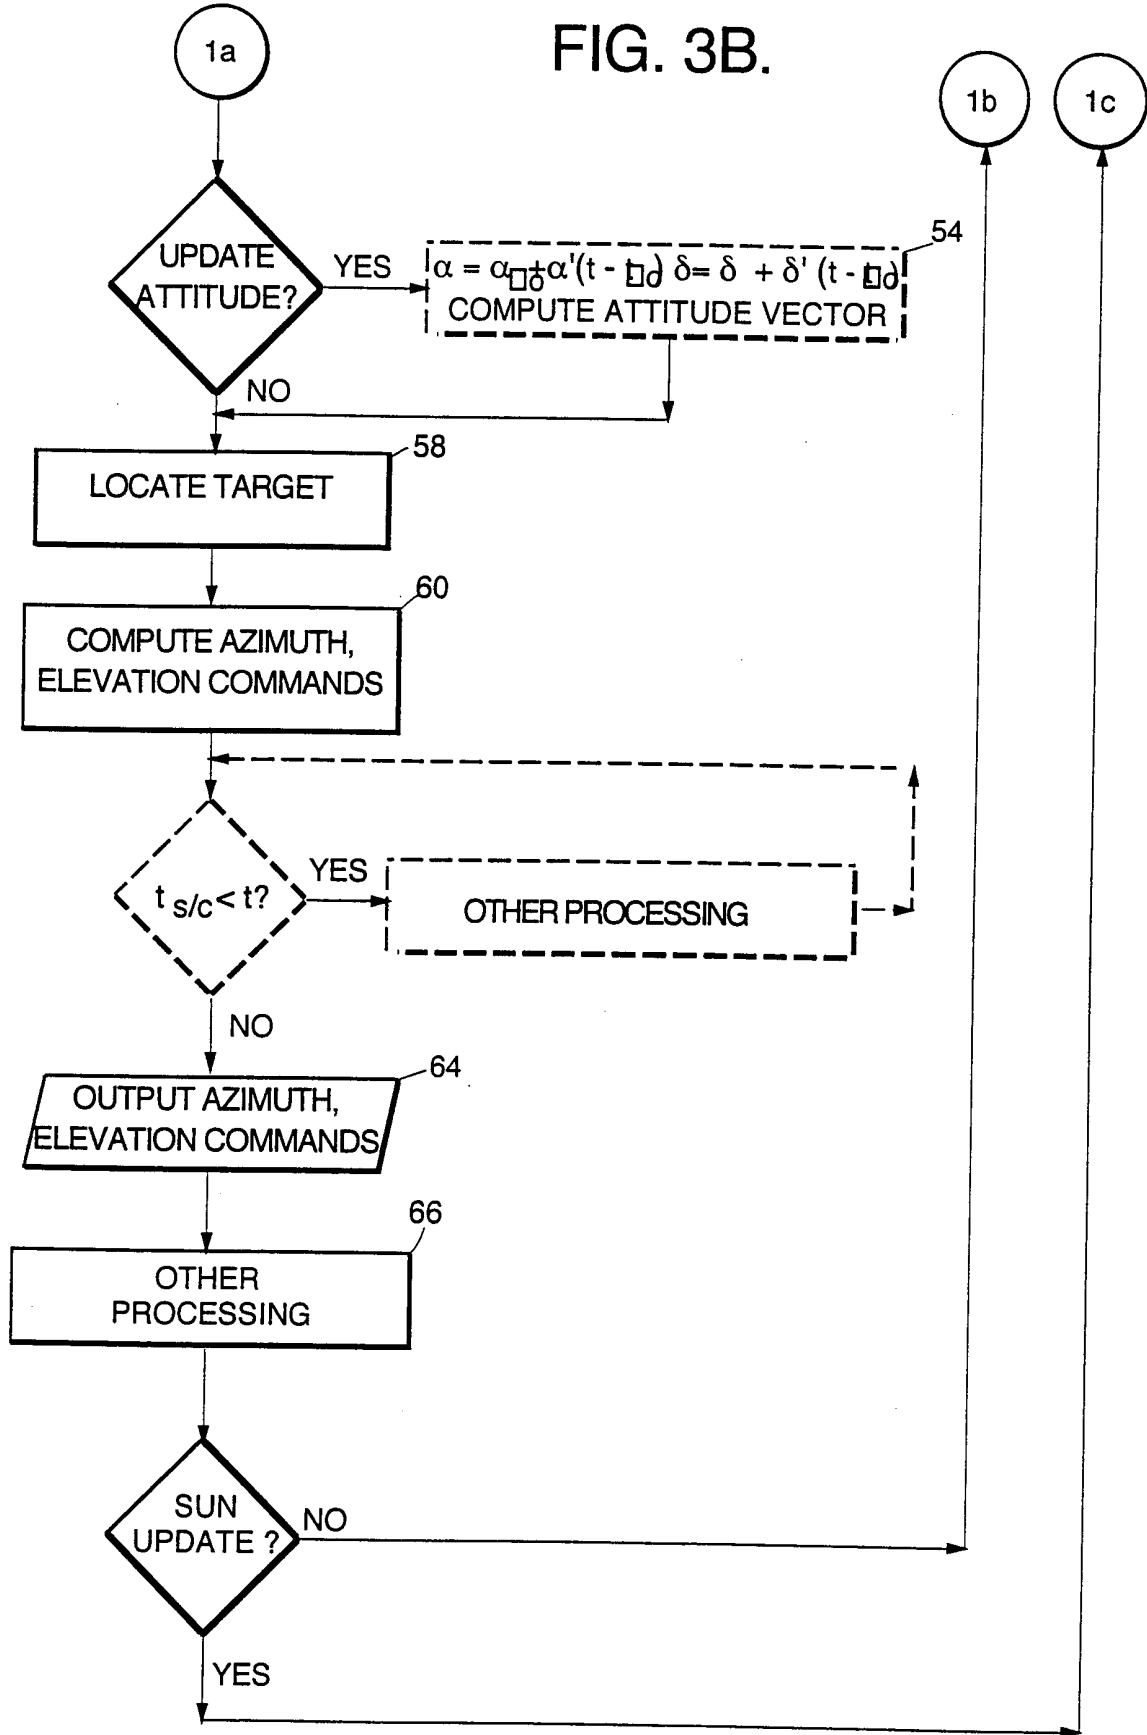 FIG. 3B.
1a
1b
1c
UPDATE
ATTITUDE?
YES
54
α = α□δ+α'(t - t□δ) δ= δ + δ' (t - t□δ)
COMPUTE ATTITUDE VECTOR
NO
58
LOCATE TARGET
60
COMPUTE AZIMUTH,
ELEVATION COMMANDS
t s/c < t?
YES
OTHER PROCESSING
NO
64
OUTPUT AZIMUTH,
ELEVATION COMMANDS
66
OTHER
PROCESSING
SUN
UPDATE ?
NO
YES